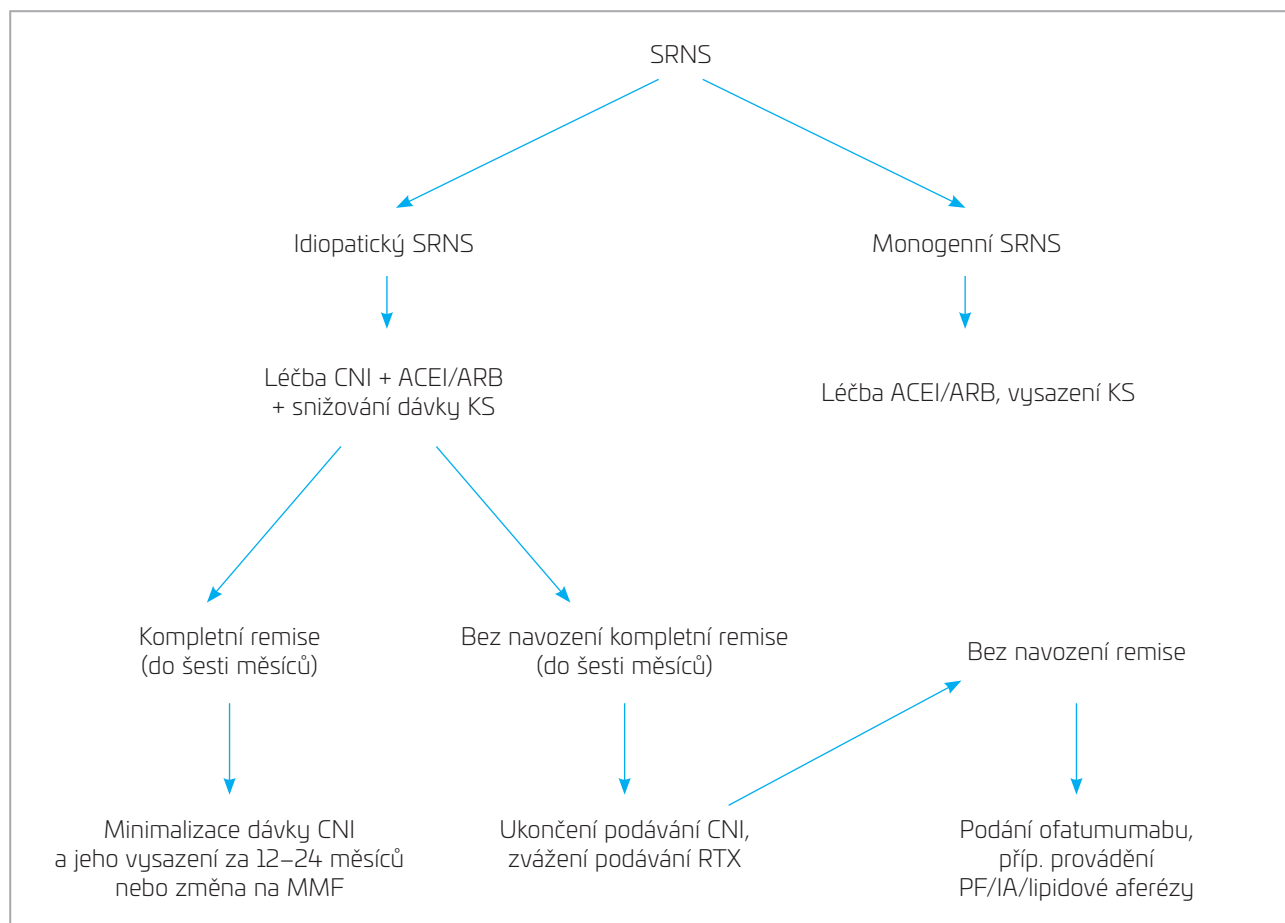 SRNS
Idiopatický SRNS
Monogenní SRNS
Léčba CNI + ACEI/ARB
+ snižování dávky KS
Léčba ACEI/ARB, vysazení KS
Kompletní remise
(do šesti měsíců)
Bez navození kompletní remise
(do šesti měsíců)
Bez navození remise
Minimalizace dávky CNI
a jeho vysazení za 12–24 měsíců
nebo změna na MMF
Ukončení podávání CNI,
zvážení podávání RTX
Podání ofatumumabu,
příp. provádění
PF/IA/lipidové aferézy